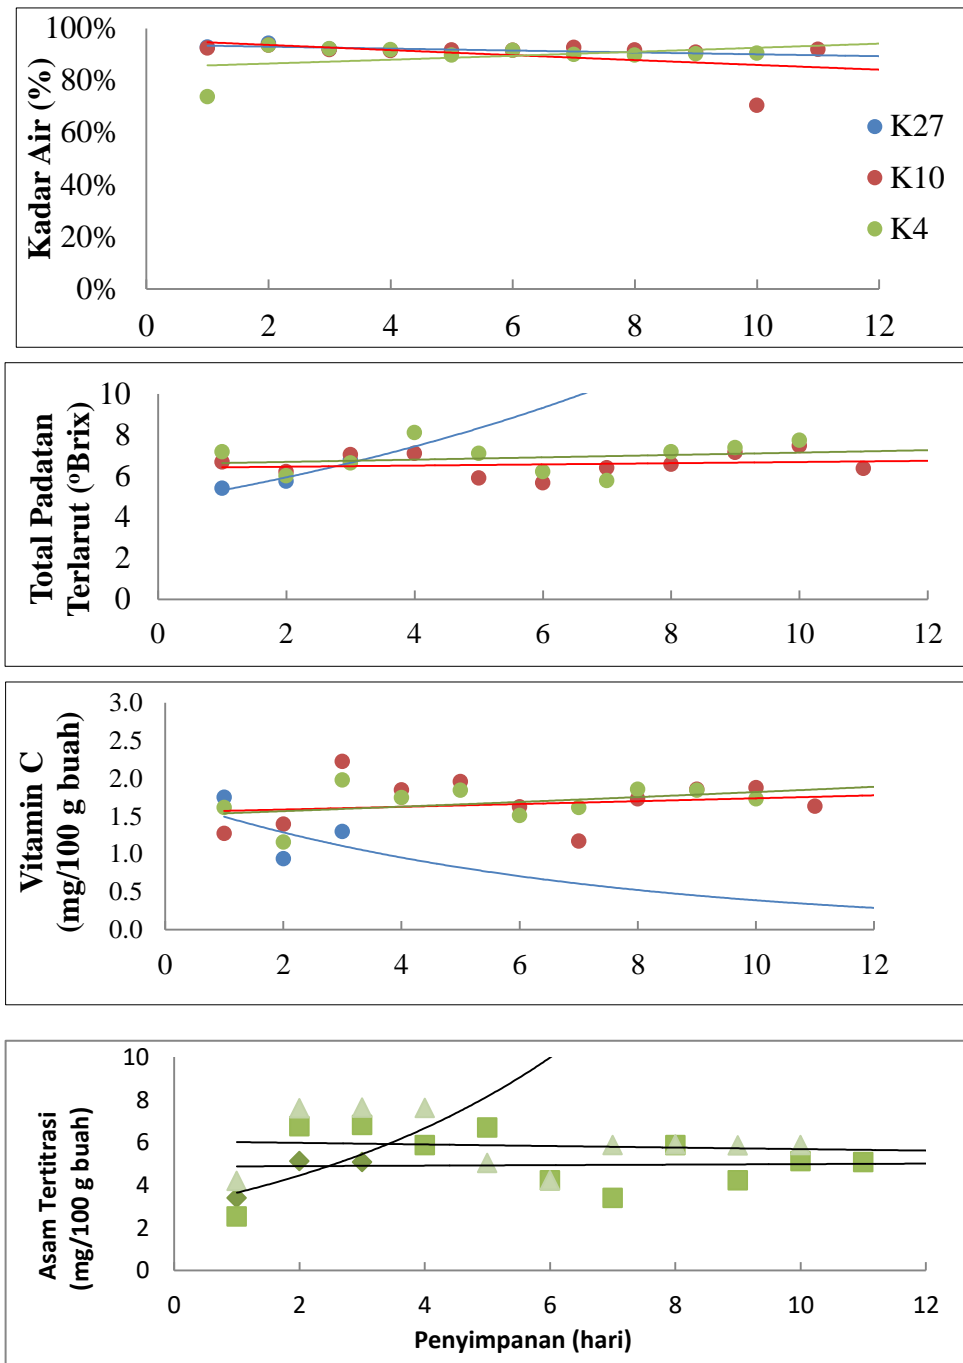 100%
80%
60%
40%
20%
0%
Kadar Air (%)
0 2 4 6 8 10 12
K27
K10
K4
10
8
6
4
2
0
Total Padatan
Terlarut (ºBrix)
0 2 4 6 8 10 12
3.0
2.5
2.0
1.5
1.0
0.5
0.0
Vitamin C
(mg/100 g buah)
0 2 4 6 8 10 12
10
8
6
4
2
0
Asam Tertitrasi
(mg/100 g buah)
0 2 4 6 8 10 12
Penyimpanan (hari)